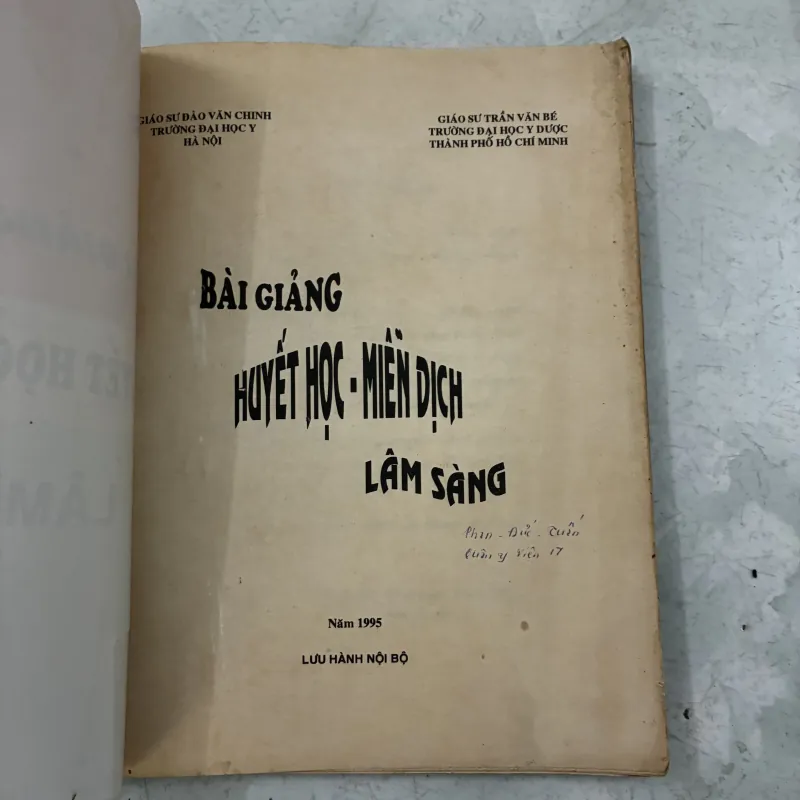 GIÁO SƯ ĐÀO VĂN CHINH
TRƯỜNG ĐẠI HỌC Y
HÀ NỘI
GIÁO SƯ TRẦN VĂN BÉ
TRƯỜNG ĐẠI HỌC Y DƯỢC
THÀNH PHỐ HỒ CHÍ MINH
BÀI GIẢNG
HUYẾT HỌC - MIỄN DỊCH
LÂM SÀNG
Phan - Đức - Tuấn
Quân y Viện 17
Năm 1995
LƯU HÀNH NỘI BỘ